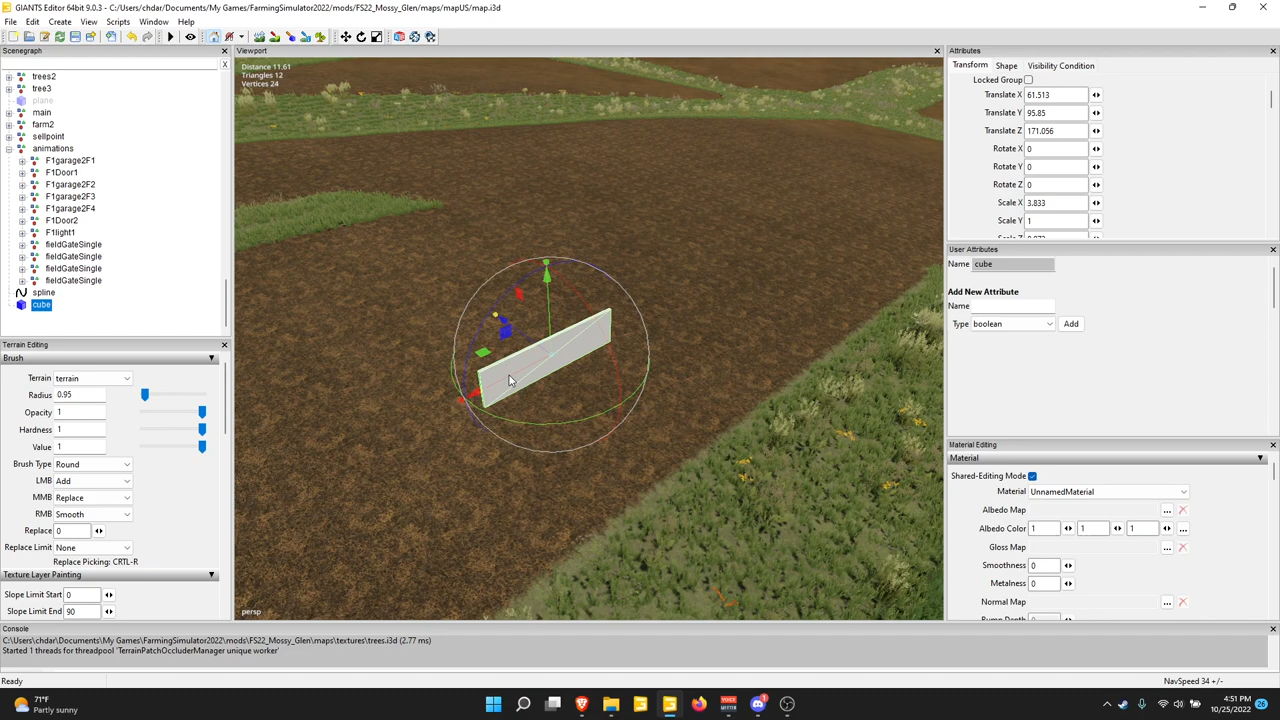 GIANTS Editor 64bit 9.0.3 - C:/Users/chdar/Documents/My Games/FarmingSimulator2022/mods/FS22_Mossy_Glen/maps/mapUS/map.i3d
File Edit Create View Scripts Window Help
Scenegraph
X
trees2
tree3
plane
main
farm2
sellpoint
animations
F1garage2F1
F1Door1
F1garage2F2
F1garage2F3
F1garage2F4
F1Door2
F1light1
fieldGateSingle
fieldGateSingle
fieldGateSingle
fieldGateSingle
spline
cube
Terrain Editing
Brush
Terrain terrain
Radius 0.95
Opacity 1
Hardness 1
Value 1
Brush Type Round
LMB Add
MMB Replace
RMB Smooth
Replace 0
Replace Limit None
Replace Picking: CRTL-R
Texture Layer Painting
Slope Limit Start 0
Slope Limit End 90
Viewport
Distance 11.61
Triangles 12
Vertices 24
persp
Attributes
Transform Shape Visibility Condition
Locked Group
Translate X 61.513
Translate Y 95.85
Translate Z 171.056
Rotate X 0
Rotate Y 0
Rotate Z 0
Scale X 3.833
Scale Y 1
User Attributes
Name cube
Add New Attribute
Name
Type boolean Add
Material Editing
Material
Shared-Editing Mode
Material UnnamedMaterial
Albedo Map ...
Albedo Color 1 1 1 ...
Gloss Map ...
Smoothness 0
Metalness 0
Normal Map ...
Console
C:\Users\chdar\Documents\My Games\FarmingSimulator2022\mods\FS22_Mossy_Glen\maps\textures\trees.i3d (2.77 ms)
Started 1 threads for threadpool 'TerrainPatchOccluderManager unique worker'
Ready
NavSpeed 34 +/-
71°F
Partly sunny
4:51 PM
10/25/2022
26